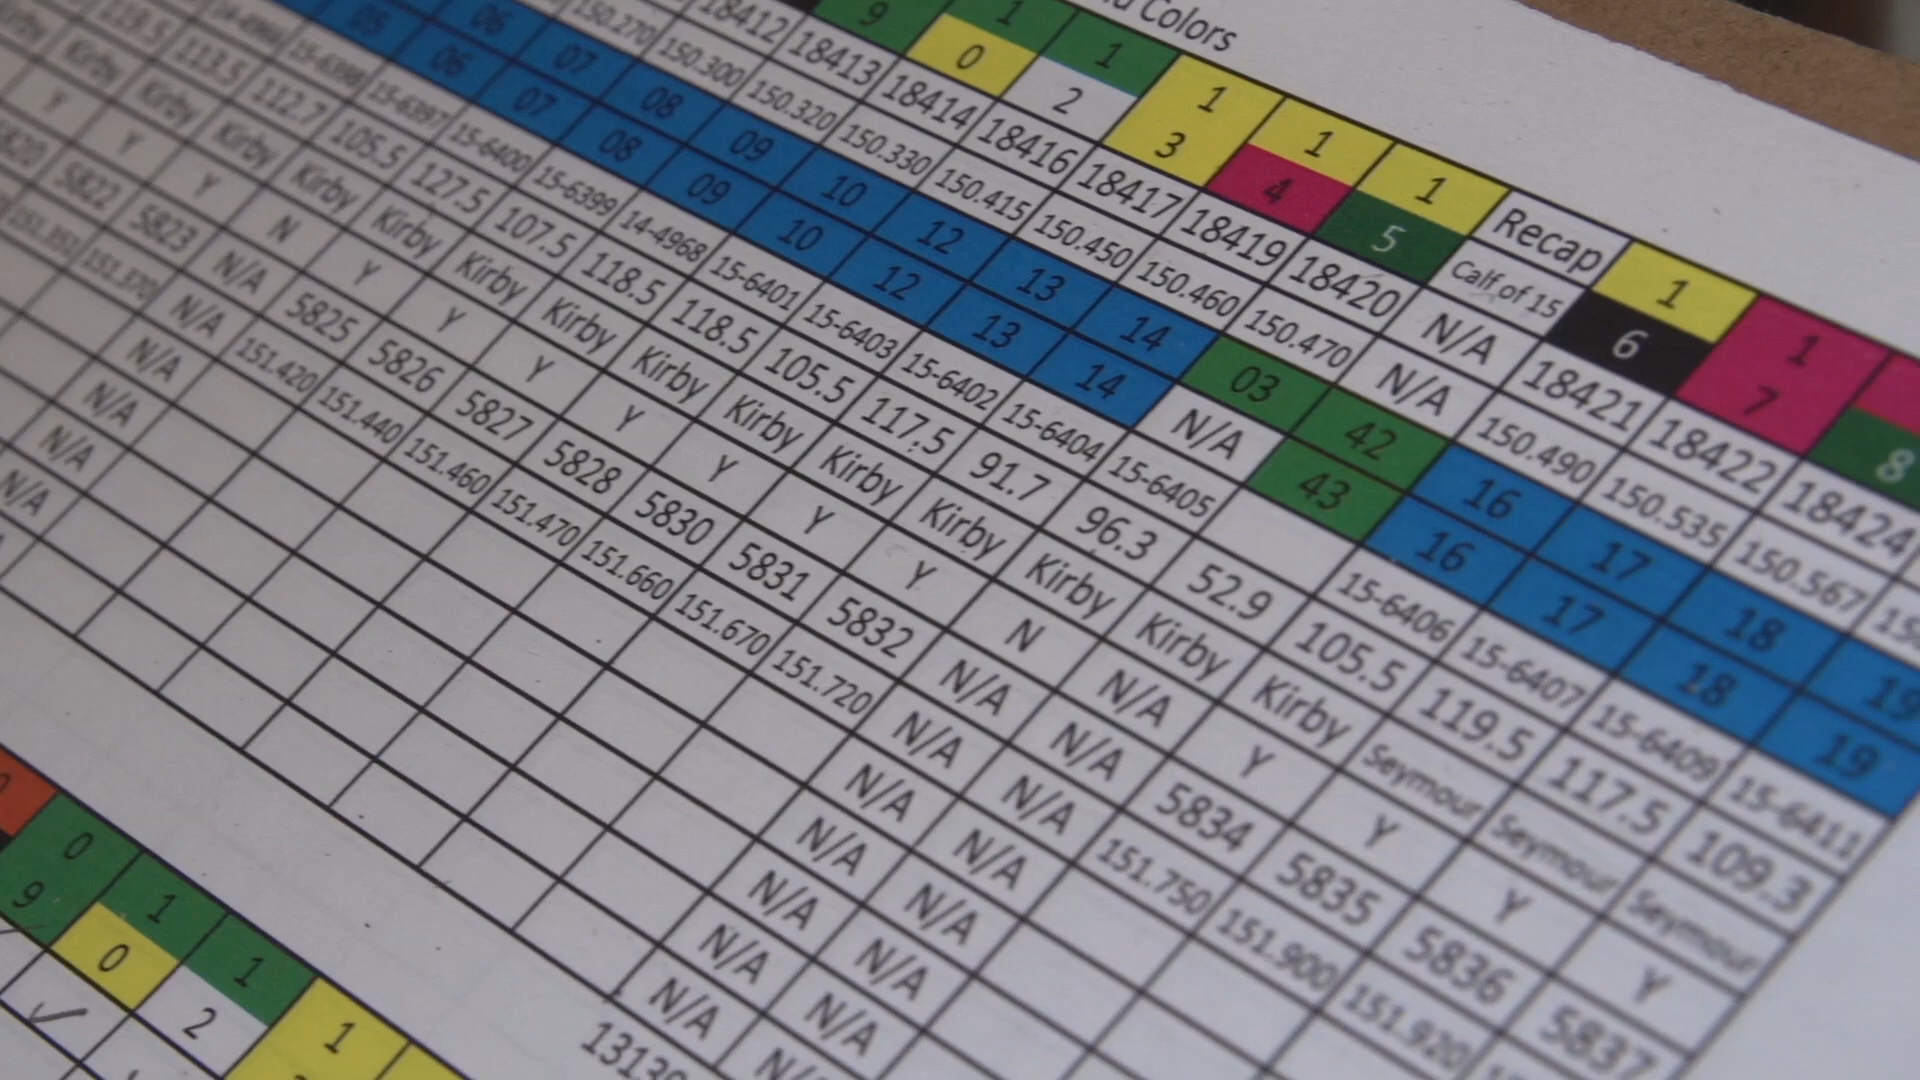 Colors
9 1 1 1 1 1 Recap 1 1
0 2 3 4 5 Calf of 15 6 7 8
18412 18413 18414 18416 18417 18419 18420 N/A 18421 18422 18424
150.270 150.300 150.320 150.330 150.415 150.450 150.460 150.470 N/A 150.490 150.535 150.567
06 07 08 09 10 12 13 14 03 42 16 17 18 19
05 06 07 08 09 10 12 13 14 N/A 43 16 17 18 19
14-4966 15-6398 15-6397 15-6400 15-6399 14-4968 15-6401 15-6403 15-6402 15-6404 15-6405 15-6406 15-6407 15-6409 15-6411
113.5 112.7 105.5 127.5 107.5 118.5 118.5 105.5 117.5 91.7 96.3 52.9 105.5 119.5 117.5 109.3
Kirby Kirby Kirby Kirby Kirby Kirby Kirby Kirby Kirby Kirby Kirby Kirby Kirby Kirby Seymour Seymour Seymour
Y Y Y N Y Y Y Y Y Y Y N N/A Y Y Y Y
5820 5822 5823 N/A 5825 5826 5827 5828 5830 5831 5832 N/A N/A 5834 5835 5836 5837
151.370 N/A 151.420 151.440 151.460 151.470 151.660 151.670 151.720 N/A N/A 151.750 151.900 151.920
N/A N/A N/A
N/A N/A N/A
N/A N/A N/A
N/A N/A N/A
N/A N/A
13130
0 1 1 1
9 0 2